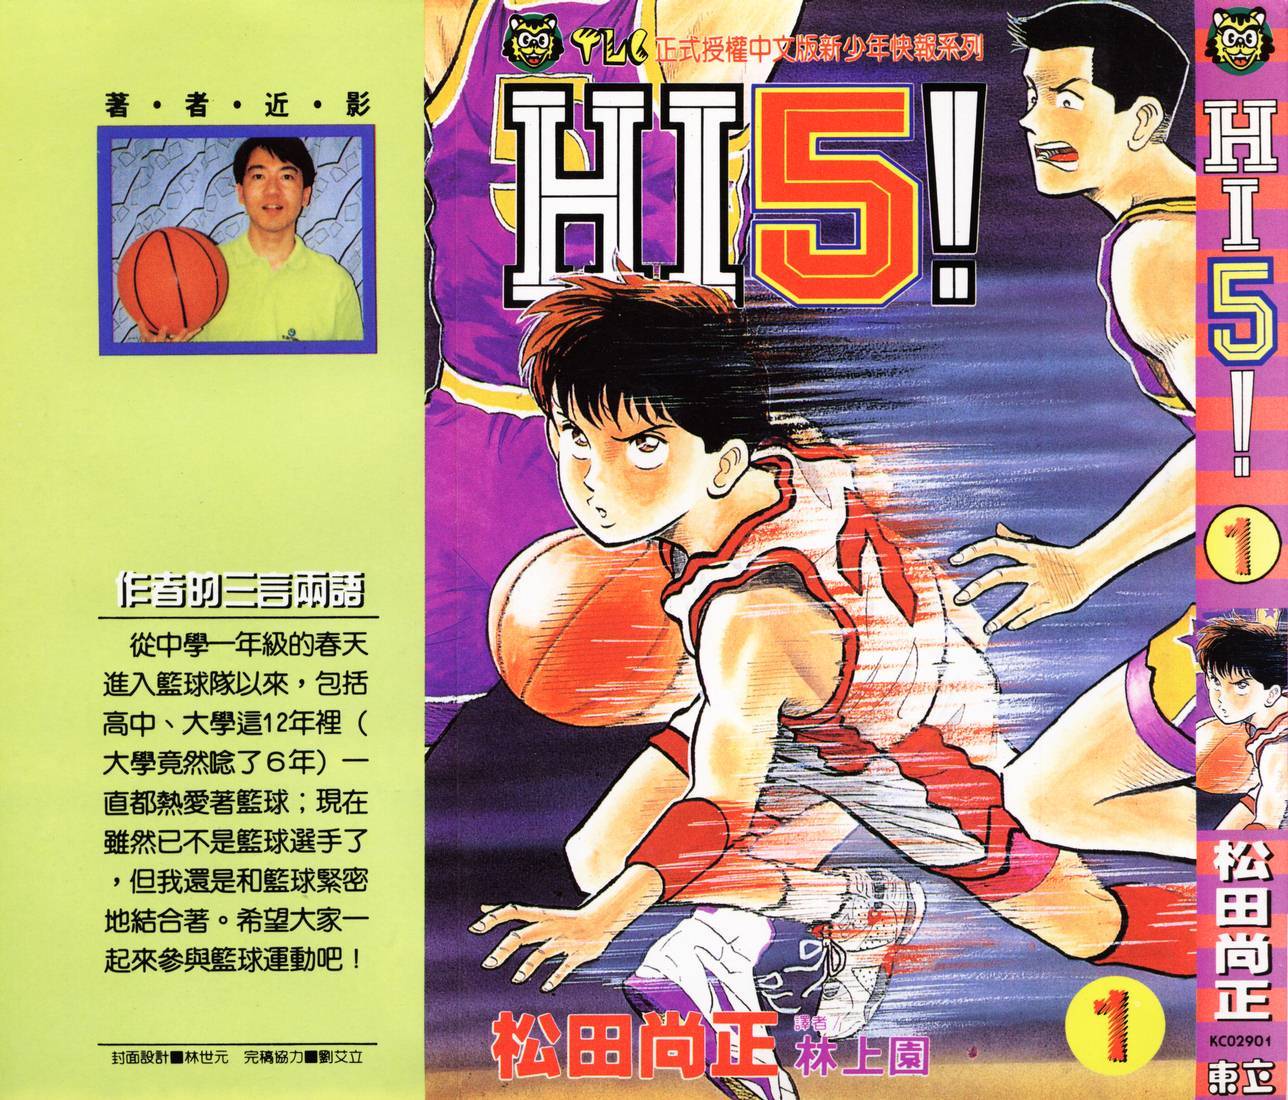 著・者・近・影
作者的三言兩語
從中學一年級的春天
進入籃球隊以來，包括
高中、大學這12年裡（
大學竟然唸了6年）一
直都熱愛著籃球；現在
雖然已不是籃球選手了
，但我還是和籃球緊密
地結合著。希望大家一
起來參與籃球運動吧！
封面設計■林世元　完稿協力■劉艾立
TLC 正式授權中文版新少年快報系列
HI5!
松田尚正
譯者/
林上園
1
HI5!
1
松田尚正
KC02901
東立